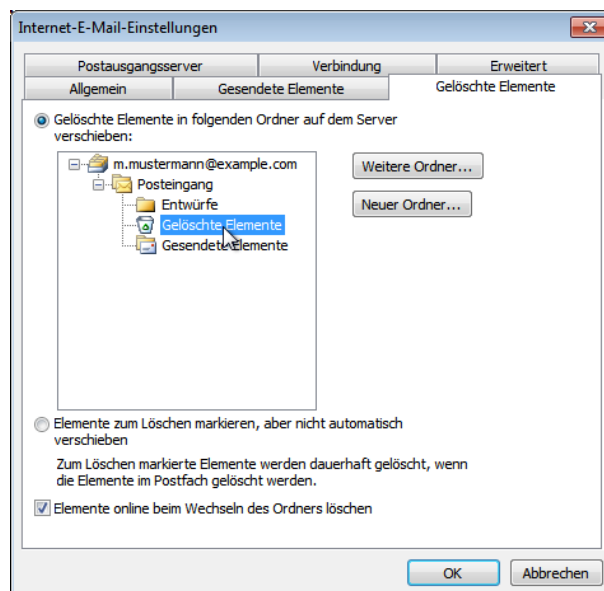 Internet-E-Mail-Einstellungen
Postausgangsserver
Verbindung
Erweitert
Allgemein
Gesendete Elemente
Gelöschte Elemente
Gelöschte Elemente in folgenden Ordner auf dem Server
verschieben:
m.mustermann@example.com
Posteingang
Entwürfe
Gelöschte Elemente
Gesendete Elemente
Weitere Ordner...
Neuer Ordner...
Elemente zum Löschen markieren, aber nicht automatisch
verschieben
Zum Löschen markierte Elemente werden dauerhaft gelöscht, wenn
die Elemente im Postfach gelöscht werden.
Elemente online beim Wechseln des Ordners löschen
OK
Abbrechen